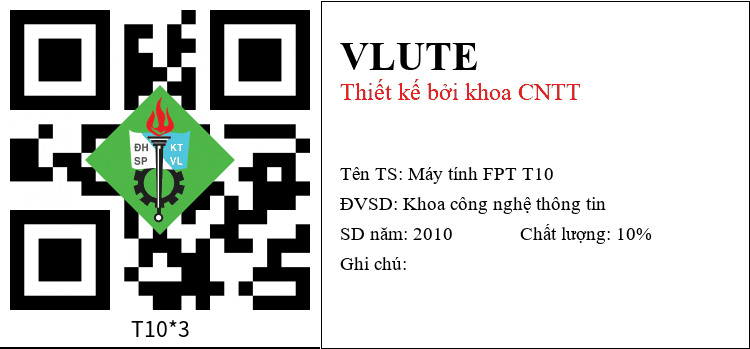 ĐH KT
SP VL
T10*3
VLUTE
Thiết kế bởi khoa CNTT
Tên TS: Máy tính FPT T10
ĐVSD: Khoa công nghệ thông tin
SD năm: 2010 Chất lượng: 10%
Ghi chú: